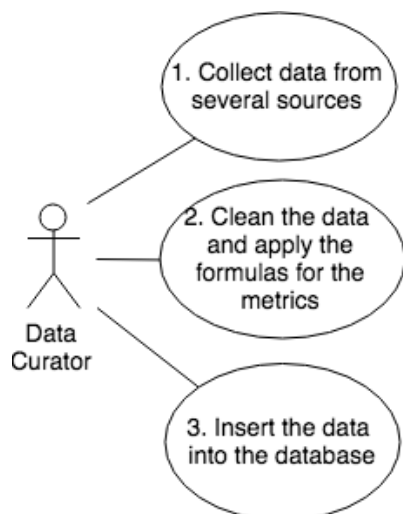 1. Collect data from
several sources
2. Clean the data
and apply the
formulas for the
metrics
Data
Curator
3. Insert the data
into the database